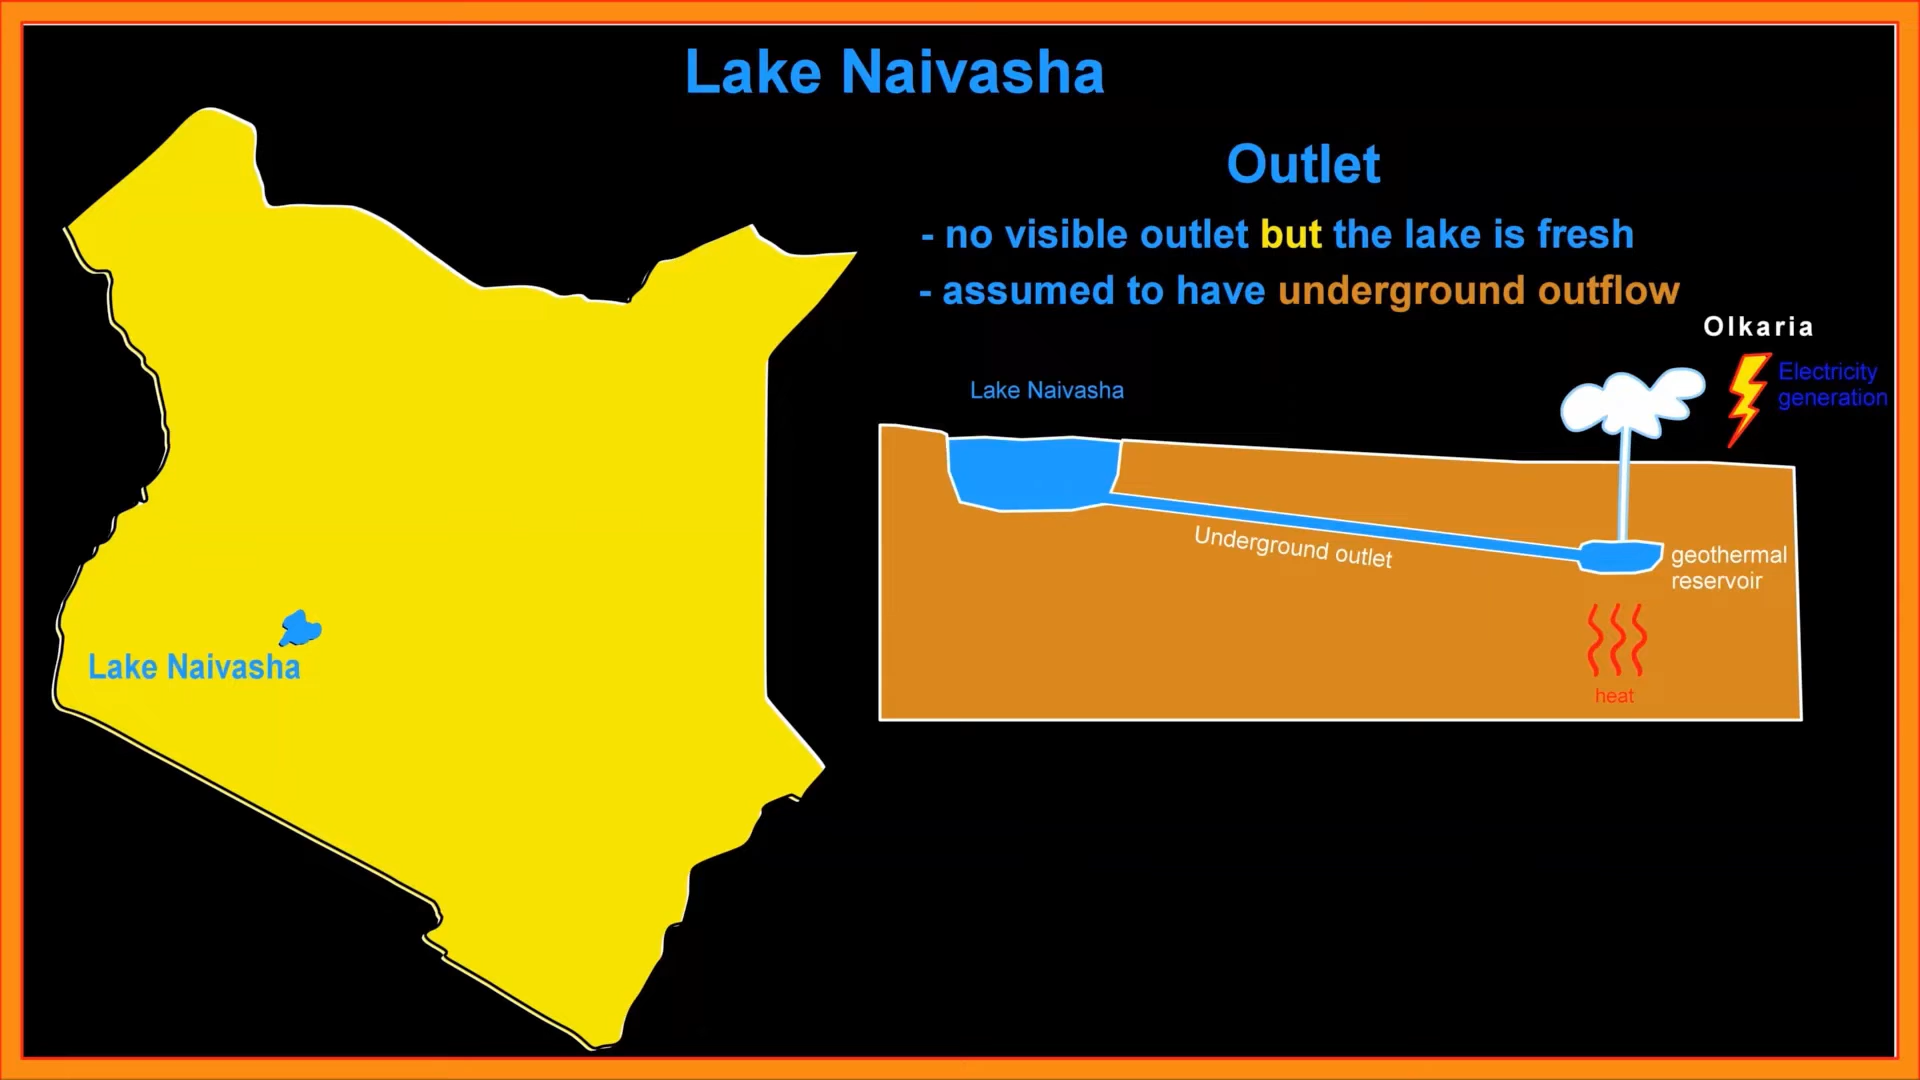 Lake Naivasha
Outlet
- no visible outlet but the lake is fresh
- assumed to have underground outflow
Olkaria
Electricity
generation
Lake Naivasha
Underground outlet
geothermal
reservoir
heat
Lake Naivasha